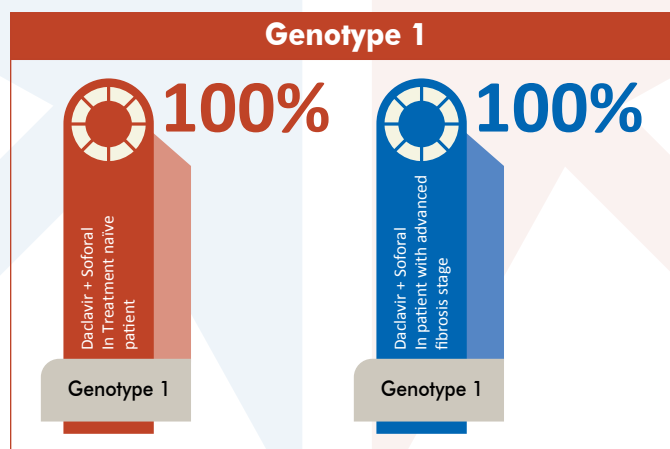 Genotype 1
100%
Daclavir + Soforal
In Treatment naïve
patient
Genotype 1
100%
Daclavir + Soforal
In patient with advanced
fibrosis stage
Genotype 1